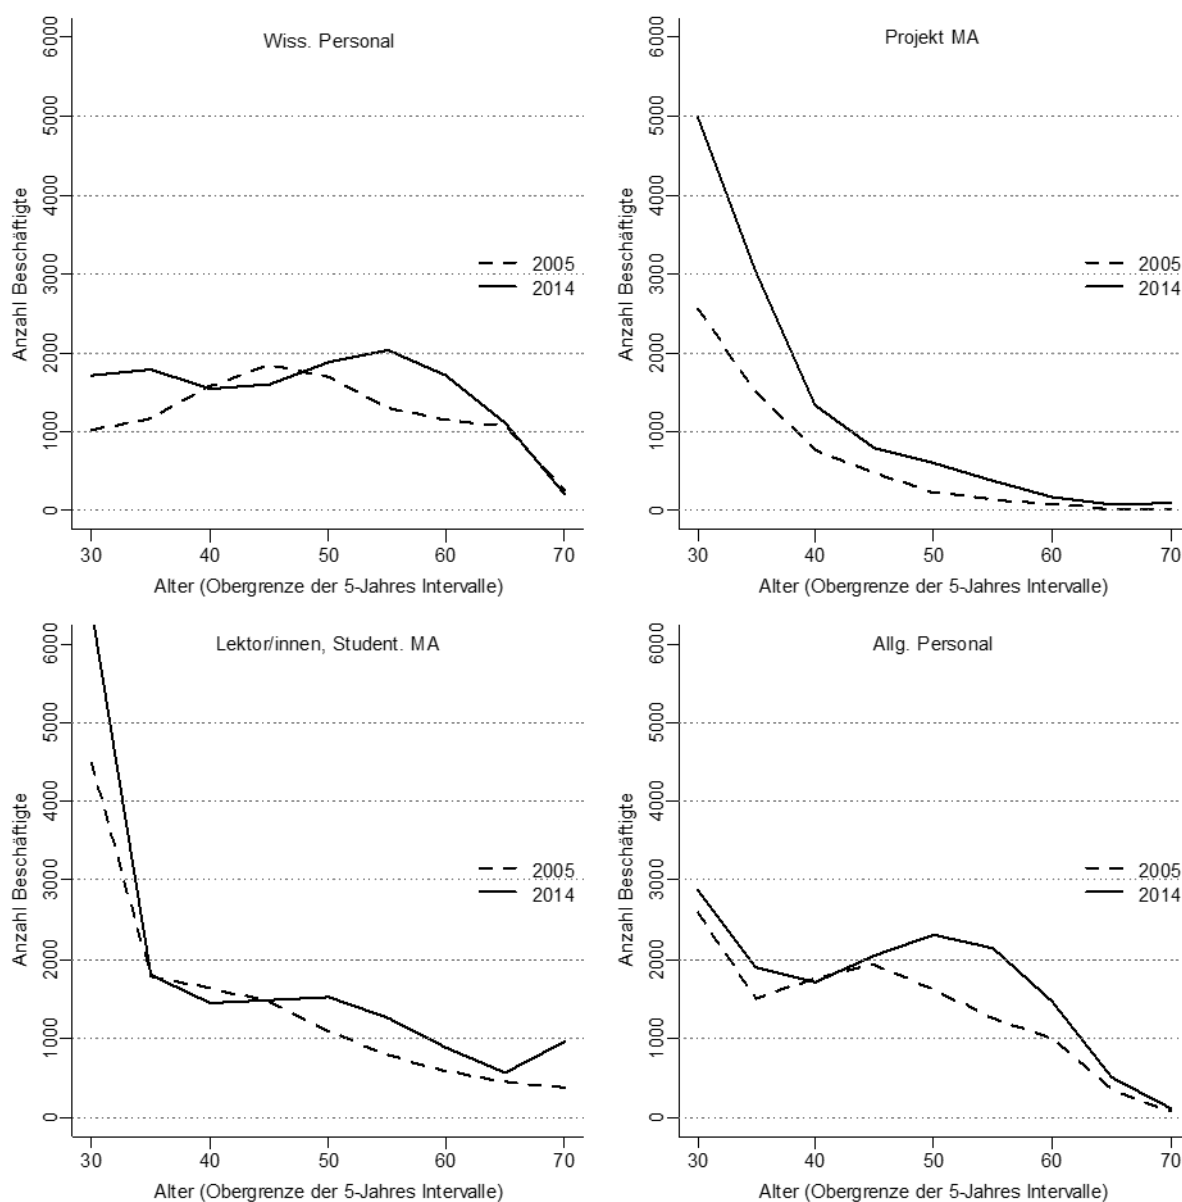 Wiss. Personal
6000
5000
4000
3000
2000
1000
0
Anzahl Beschäftigte
2005
2014
30 40 50 60 70
Alter (Obergrenze der 5-Jahres Intervalle)
Projekt MA
6000
5000
4000
3000
2000
1000
0
Anzahl Beschäftigte
2005
2014
30 40 50 60 70
Alter (Obergrenze der 5-Jahres Intervalle)
Lektor/innen, Student. MA
6000
5000
4000
3000
2000
1000
0
Anzahl Beschäftigte
2005
2014
30 40 50 60 70
Alter (Obergrenze der 5-Jahres Intervalle)
Allg. Personal
6000
5000
4000
3000
2000
1000
0
Anzahl Beschäftigte
2005
2014
30 40 50 60 70
Alter (Obergrenze der 5-Jahres Intervalle)